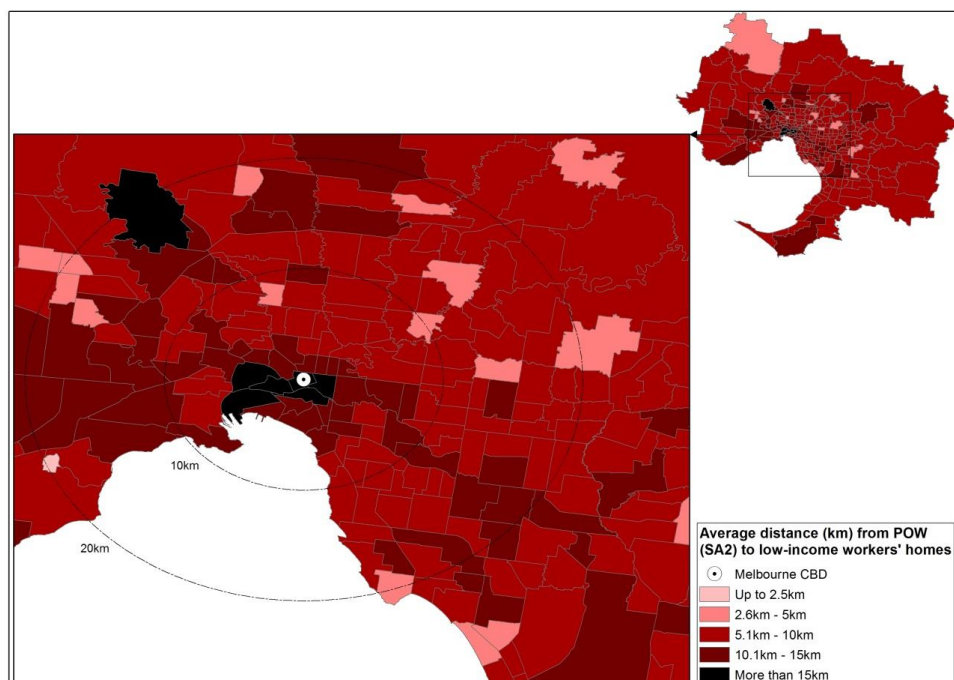 10km
20km
Average distance (km) from POW
(SA2) to low-income workers' homes
Melbourne CBD
Up to 2.5km
2.6km - 5km
5.1km - 10km
10.1km - 15km
More than 15km